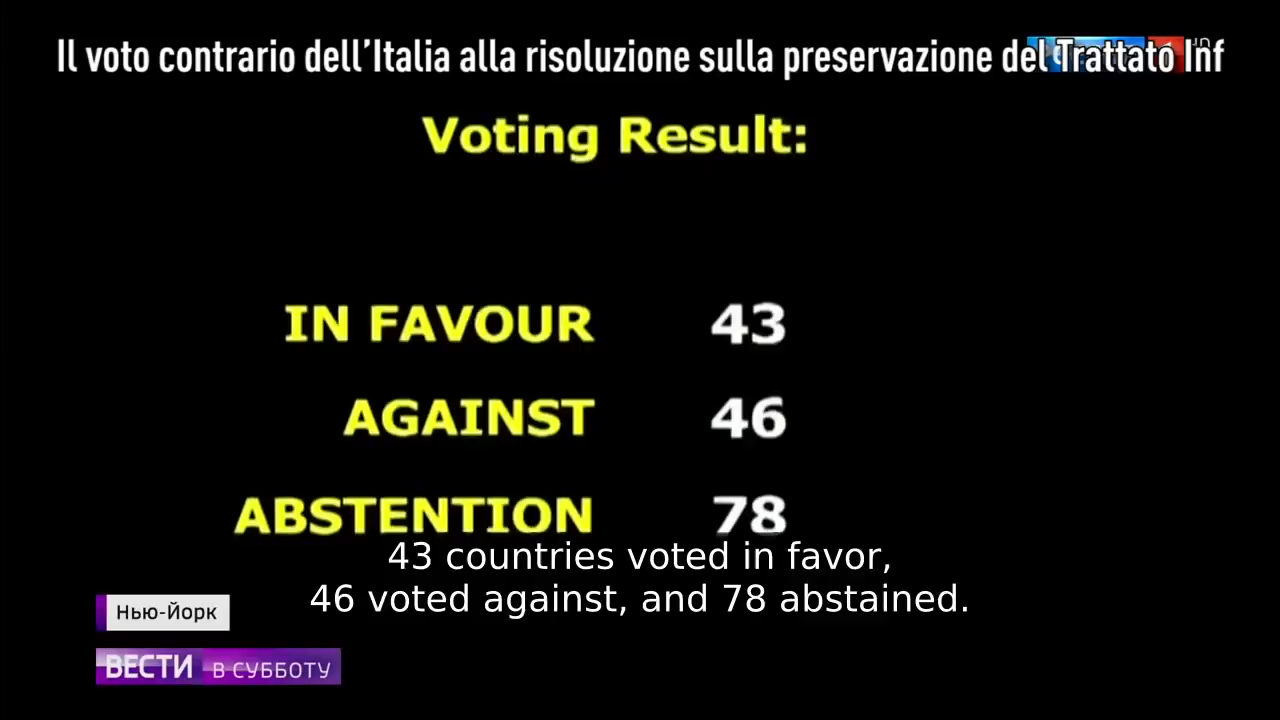 Il voto contrario dell'Italia alla risoluzione sulla preservazione del Trattato Inf
Voting Result:
IN FAVOUR 43
AGAINST 46
ABSTENTION 78
43 countries voted in favor,
46 voted against, and 78 abstained.
Нью-Йорк
ВЕСТИ В СУББОТУ